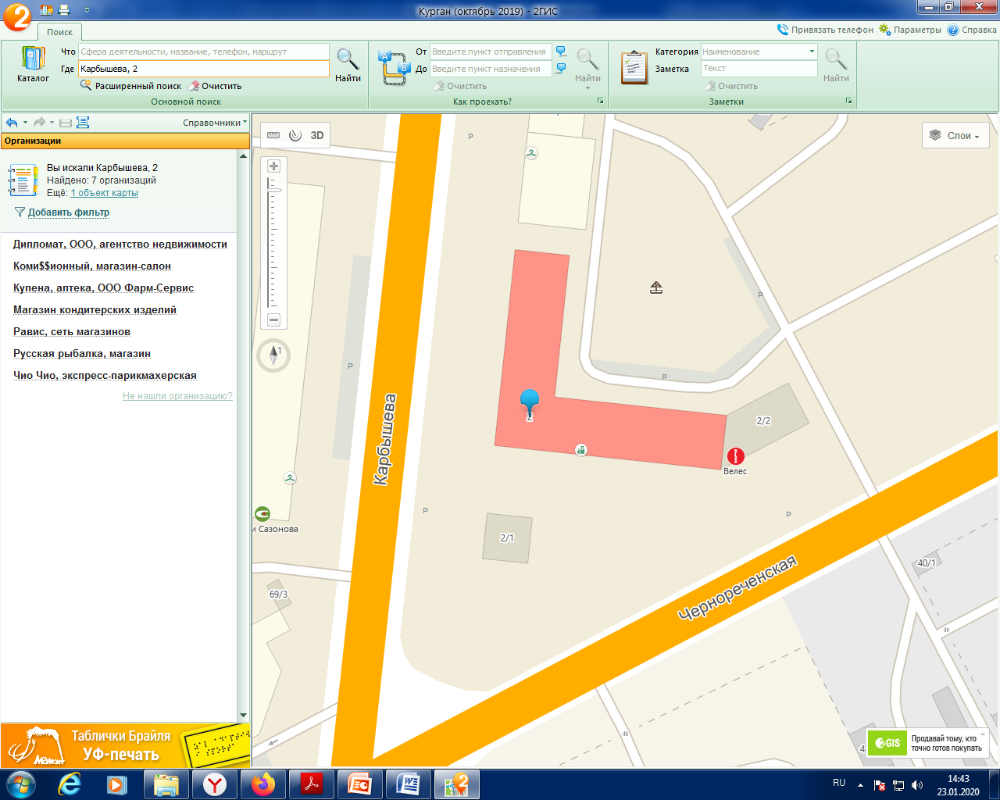 Курган (октябрь 2019) - 2ГИС
Поиск
Привязать телефон
Параметры
Справка
Каталог
Что
Сфера деятельности, название, телефон, маршрут
Где
Карбышева, 2
Расширенный поиск
Очистить
Найти
Основной поиск
От
Введите пункт отправления
До
Введите пункт назначения
Очистить
Найти
Как проехать?
Категория
Наименование
Заметка
Текст
Очистить
Найти
Заметки
Справочники
Организации
Вы искали Карбышева, 2
Найдено: 7 организаций
Ещё: 1 объект карты
Добавить фильтр
Дипломат, ООО, агентство недвижимости
Коми$$ионный, магазин-салон
Купена, аптека, ООО Фарм-Сервис
Магазин кондитерских изделий
Равис, сеть магазинов
Русская рыбалка, магазин
Чио Чио, экспресс-парикмахерская
Не нашли организацию?
Таблички Брайля
УФ-печать
Мамонт
3D
Слои
1
P
P
P
P
P
P
Карбышева
2
2/2
Велес
2/1
и Сазонова
69/3
Чернореченская
40/1
4
2GIS
Продавай тому, кто
точно готов покупать
RU
14:43
23.01.2020